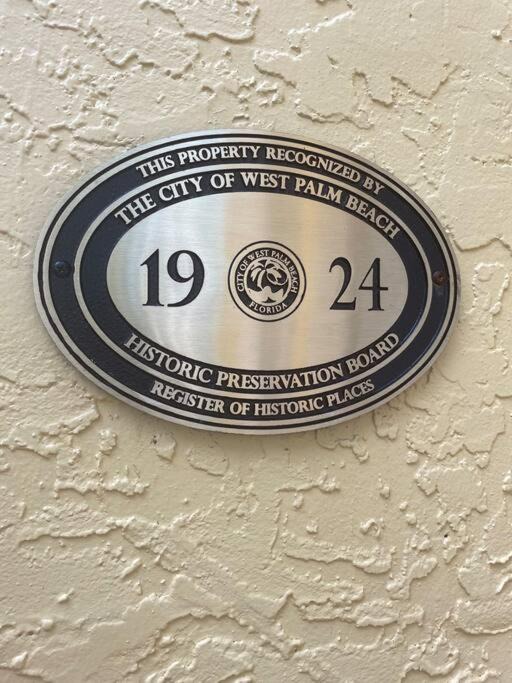 THIS PROPERTY RECOGNIZED BY
THE CITY OF WEST PALM BEACH
19 24
CITY OF WEST PALM BEACH
FLORIDA
HISTORIC PRESERVATION BOARD
REGISTER OF HISTORIC PLACES